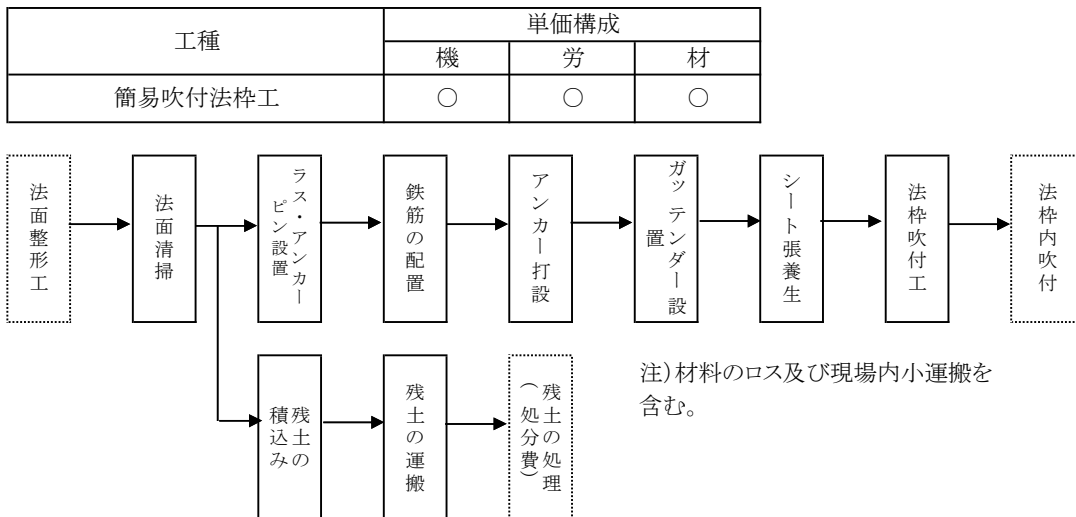 工種
単価構成
機
労
材
簡易吹付法枠工
○
○
○
法面整形工
法面清掃
ラス・アンカー
ピン設置
鉄筋の配置
アンカー打設
ガッテンダー設
置
シート張養生
法枠吹付工
法枠内吹付
残土の
積込み
残土の運搬
残土の処理
(処分費)
注)材料のロス及び現場内小運搬を
含む。